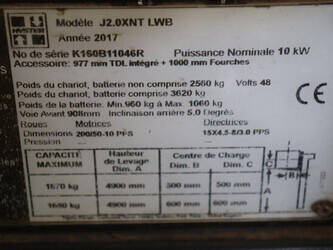 HYSTER
Modèle J2.0XNT LWB
Année 2017
No de série K160B11046R Puissance Nominale 10 kW
Accessoire: 977 mm TDL intégré + 1000 mm Fourches
Poids du chariot, batterie non comprise 2560 kg Volts 48
Poids du chariot, batterie comprise 3620 kg
Poids de la batterie: Min.960 kg à Max. 1060 kg
Voie Avant 908mm Inclinaison arrière 5.0 Degrés
Roues Motrices Directrices
Dimensions 200/50-10 PPS 15X4.5/3.0 PPS
Pression
CAPACITÉ MAXIMUM
Hauteur de Levage Dim. A
Centre de Charge
Dim. B Dim. C
1670 kg 4900 mm 500 mm 500 mm
4900 mm 600 mm 600 mm
C
B
A